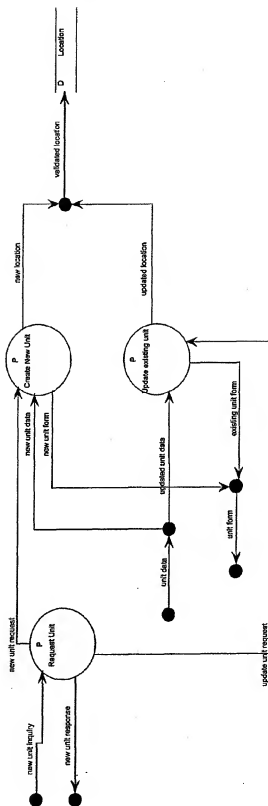 new unit inquiry
new unit response
P
Request Unit
new unit request
update unit request
unit data
new unit data
new unit form
updated unit data
unit form
existing unit form
P
Create New Unit
P
Update existing unit
new location
updated location
validated location
D Location